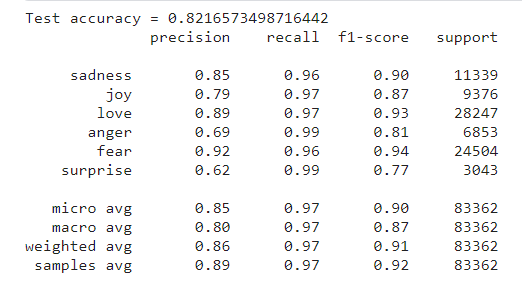 Test accuracy = 0.8216573498716442
precision recall f1-score support
sadness 0.85 0.96 0.90 11339
joy 0.79 0.97 0.87 9376
love 0.89 0.97 0.93 28247
anger 0.69 0.99 0.81 6853
fear 0.92 0.96 0.94 24504
surprise 0.62 0.99 0.77 3043
micro avg 0.85 0.97 0.90 83362
macro avg 0.80 0.97 0.87 83362
weighted avg 0.86 0.97 0.91 83362
samples avg 0.89 0.97 0.92 83362